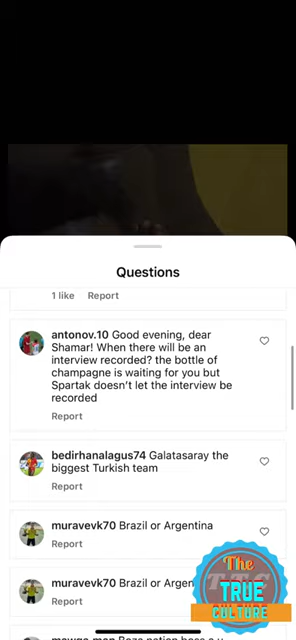 Questions
1 like Report
antonov.10 Good evening, dear
Shamar! When there will be an
interview recorded? the bottle of
champagne is waiting for you but
Spartak doesn't let the interview be
recorded
Report
bedirhanalagus74 Galatasaray the
biggest Turkish team
Report
muravevk70 Brazil or Argentina
Report
muravevk70 Brazil or
Report
The
TRUE
CULTURE